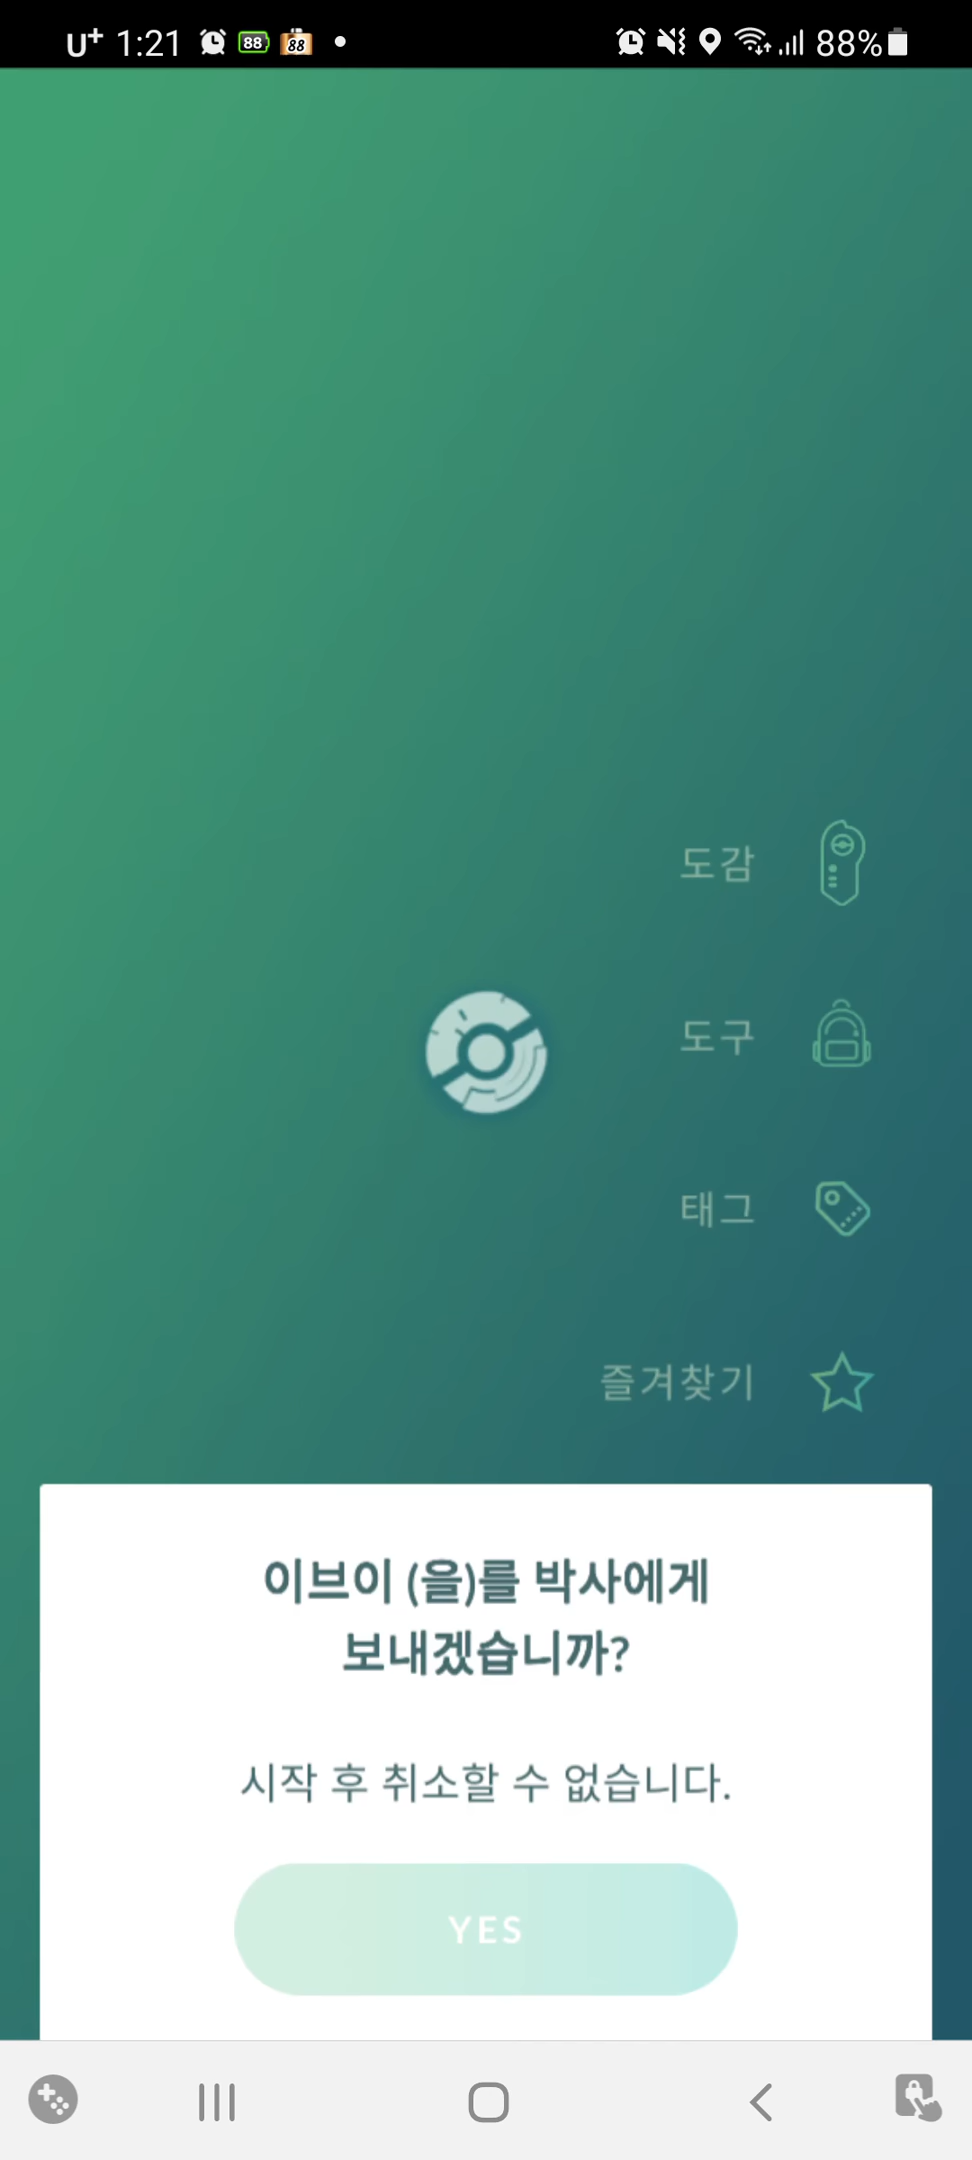 U+ 1:21 88 88 88%
도감
도구
태그
즐겨찾기
이브이 (을)를 박사에게
보내겠습니까?
시작 후 취소할 수 없습니다.
YES